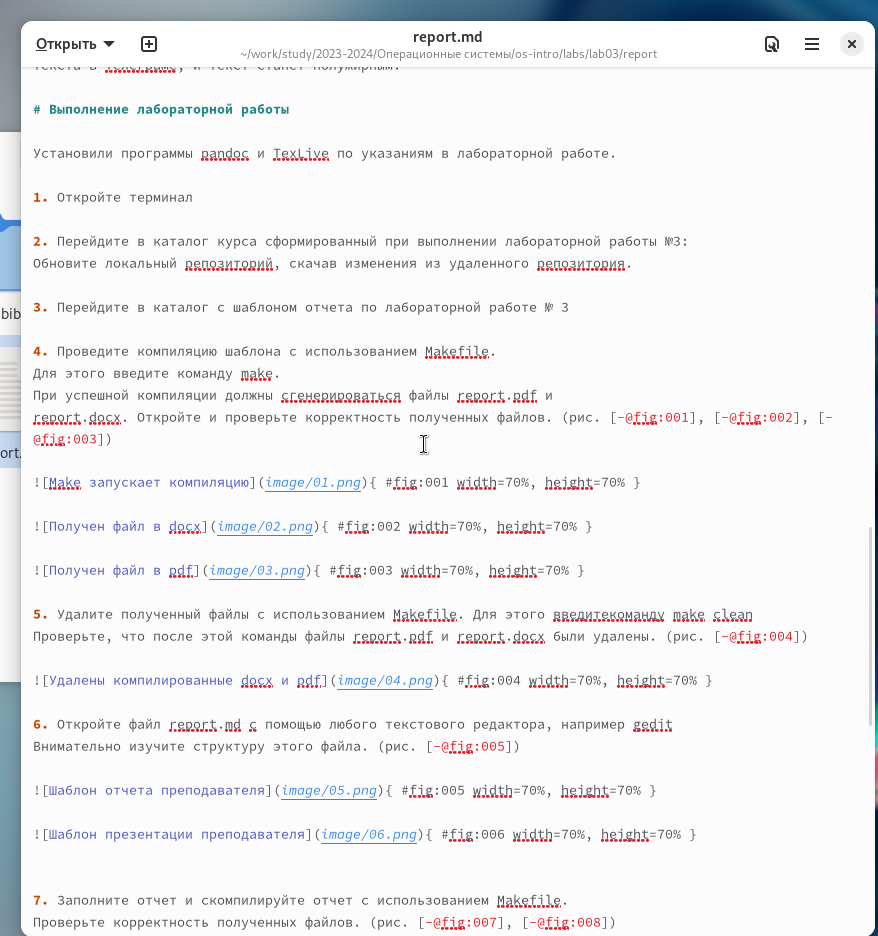 Открыть
report.md
~/work/study/2023-2024/Операционные системы/os-intro/labs/lab03/report
текста в Телеграме, и текст станет полужирным.
# Выполнение лабораторной работы
Установили программы pandoc и TexLive по указаниям в лабораторной работе.
1. Откройте терминал
2. Перейдите в каталог курса сформированный при выполнении лабораторной работы №3:
Обновите локальный репозиторий, скачав изменения из удаленного репозитория.
3. Перейдите в каталог с шаблоном отчета по лабораторной работе № 3
4. Проведите компиляцию шаблона с использованием Makefile.
Для этого введите команду make.
При успешной компиляции должны сгенерироваться файлы report.pdf и
report.docx. Откройте и проверьте корректность полученных файлов. (рис. [-@fig:001], [-@fig:002], [-
@fig:003])
![Make запускает компиляцию](image/01.png){ #fig:001 width=70%, height=70% }
![Получен файл в docx](image/02.png){ #fig:002 width=70%, height=70% }
![Получен файл в pdf](image/03.png){ #fig:003 width=70%, height=70% }
5. Удалите полученный файлы с использованием Makefile. Для этого введитекоманду make clean
Проверьте, что после этой команды файлы report.pdf и report.docx были удалены. (рис. [-@fig:004])
![Удалены компилированные docx и pdf](image/04.png){ #fig:004 width=70%, height=70% }
6. Откройте файл report.md c помощью любого текстового редактора, например gedit
Внимательно изучите структуру этого файла. (рис. [-@fig:005])
![Шаблон отчета преподавателя](image/05.png){ #fig:005 width=70%, height=70% }
![Шаблон презентации преподавателя](image/06.png){ #fig:006 width=70%, height=70% }
7. Заполните отчет и скомпилируйте отчет с использованием Makefile.
Проверьте корректность полученных файлов. (рис. [-@fig:007], [-@fig:008])
bib
ort.